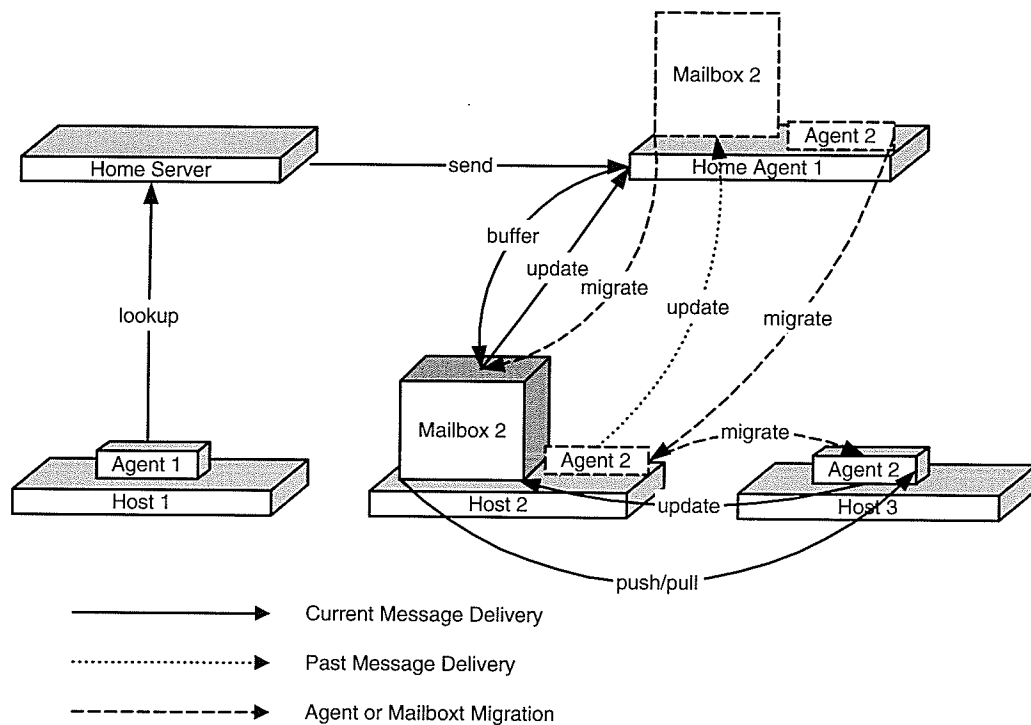 Mailbox 2
Agent 2
Home Server
send
Home Agent 1
buffer
update
migrate
lookup
update
migrate
Mailbox 2
migrate
Agent 1
Agent 2
Agent 2
Host 1
Host 2
update
Host 3
push/pull
Current Message Delivery
Past Message Delivery
Agent or Mailboxt Migration